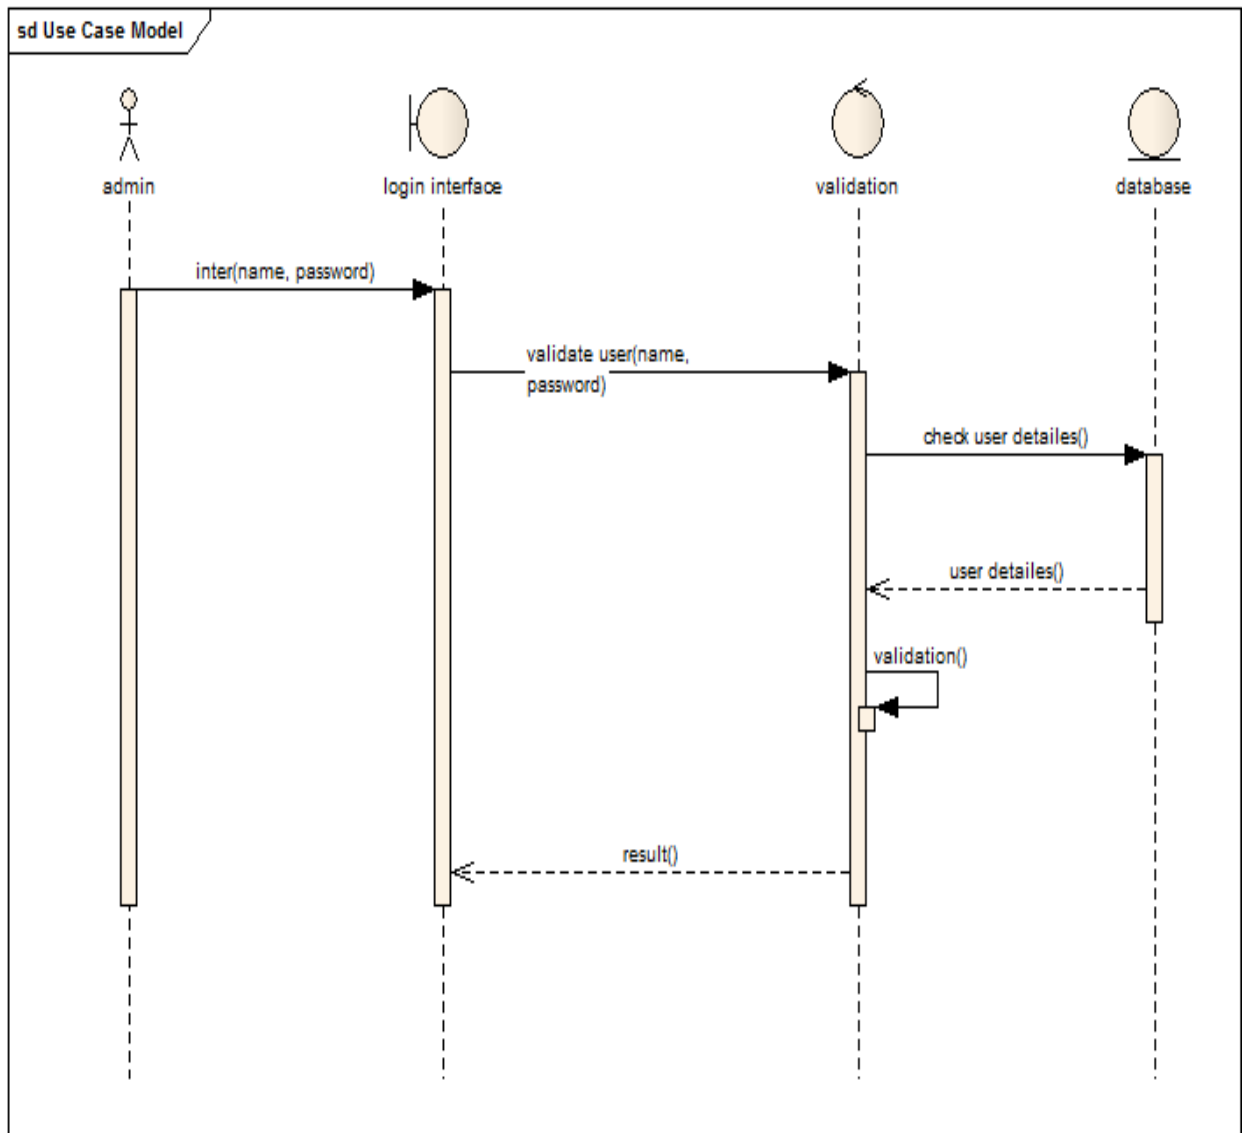 sd Use Case Model
admin
login interface
validation
database
inter(name, password)
validate user(name,
password)
check user detailes()
user detailes()
validation()
result()